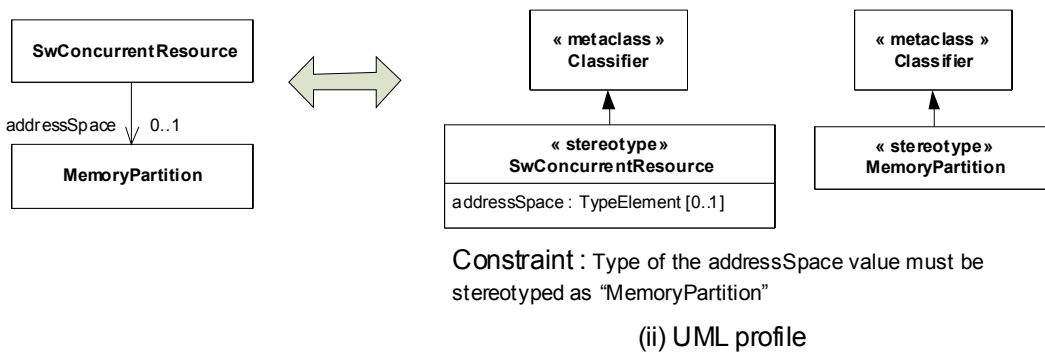 SwConcurrentResource
addressSpace 0..1
MemoryPartition
« metaclass »
Classifier
« stereotype »
SwConcurrentResource
addressSpace : TypeElement [0..1]
« metaclass »
Classifier
« stereotype»
MemoryPartition
Constraint : Type of the addressSpace value must be
stereotyped as “MemoryPartition”
(ii) UML profile